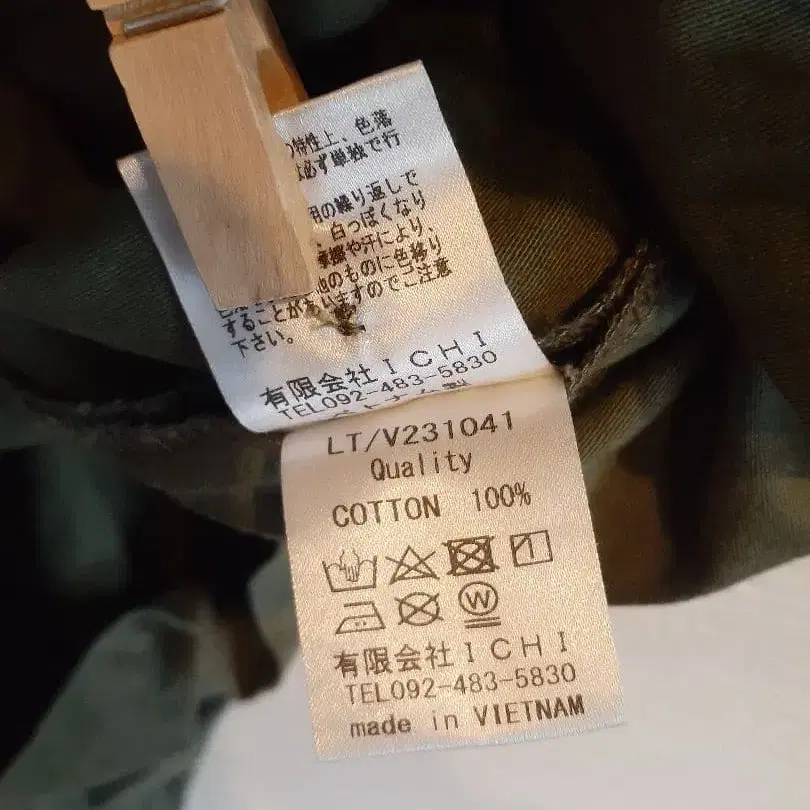 の特性上、色落
は必ず単独で行
用の繰り返しで
、白っぽくなり
摩擦や汗により、
他のものに色移り
することがありますのでご注意
下さい。
有限会社ＩＣＨＩ
TEL092-483-5830
LT/V231041
Quality
COTTON 100%
W
有限会社ＩＣＨＩ
TEL092-483-5830
made in VIETNAM